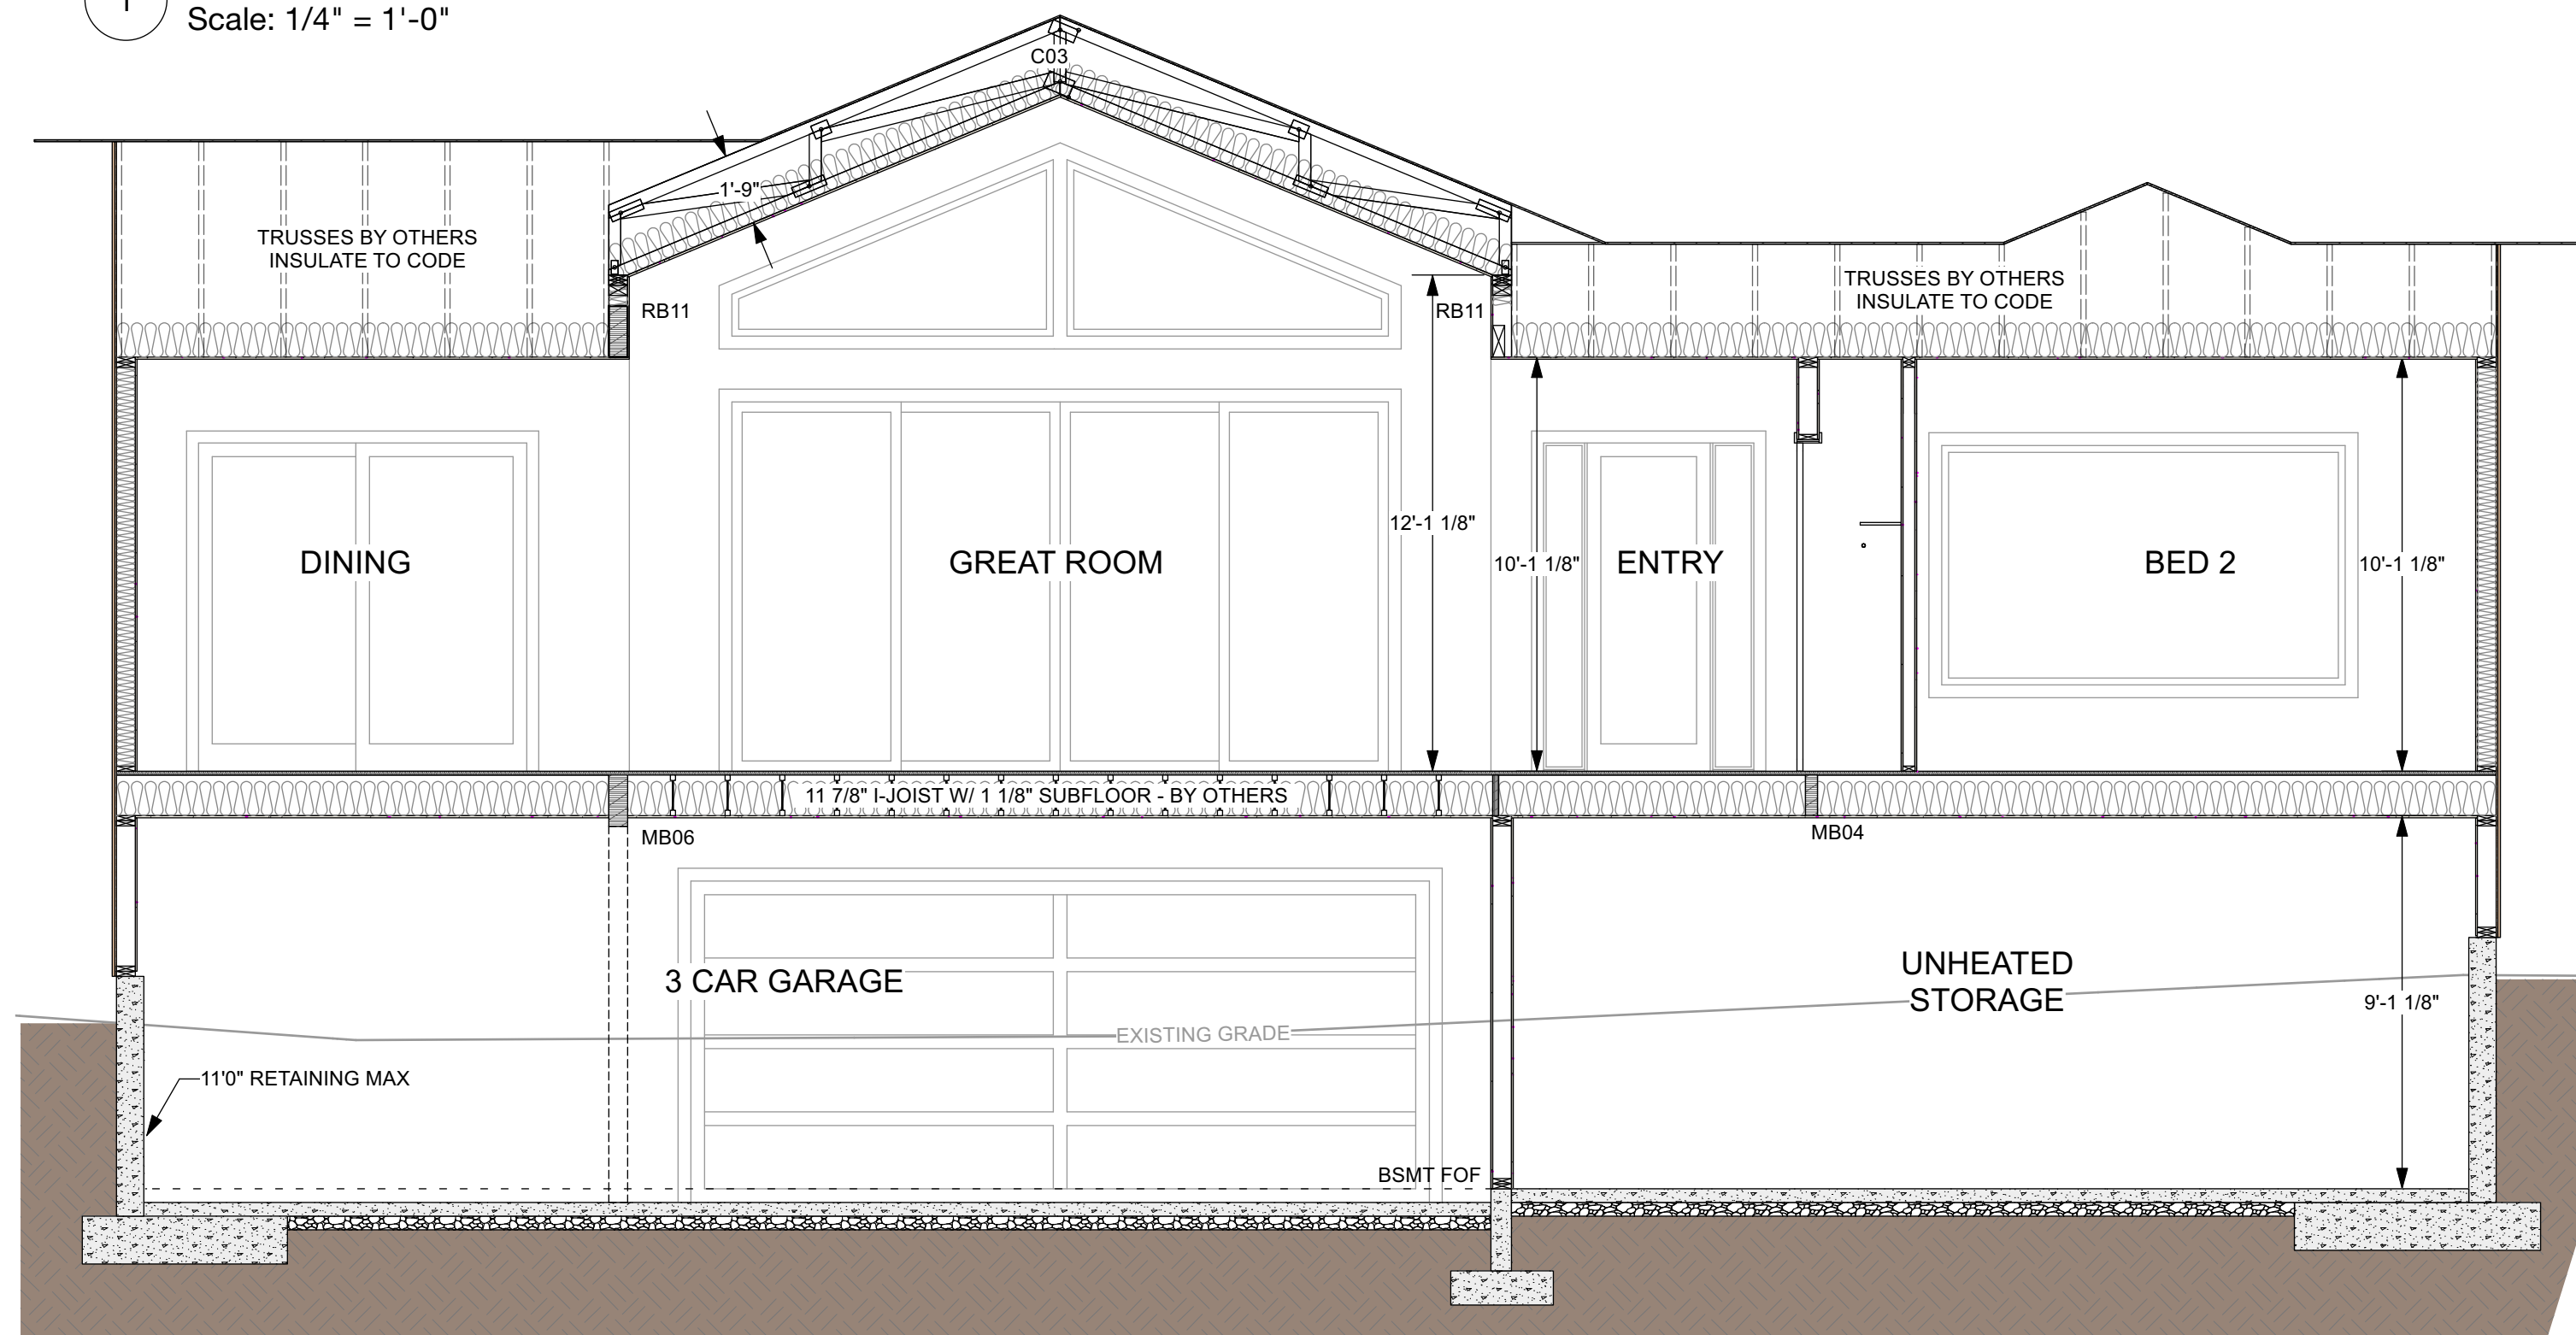 1
Scale: 1/4" = 1'-0"
C03
1'-9"
TRUSSES BY OTHERS
INSULATE TO CODE
TRUSSES BY OTHERS
INSULATE TO CODE
RB11
RB11
12'-1 1/8"
DINING
GREAT ROOM
10'-1 1/8"
ENTRY
BED 2
10'-1 1/8"
11 7/8" I-JOIST W/ 1 1/8" SUBFLOOR - BY OTHERS
MB06
MB04
3 CAR GARAGE
UNHEATED
STORAGE
9'-1 1/8"
EXISTING GRADE
11'0" RETAINING MAX
BSMT FOF